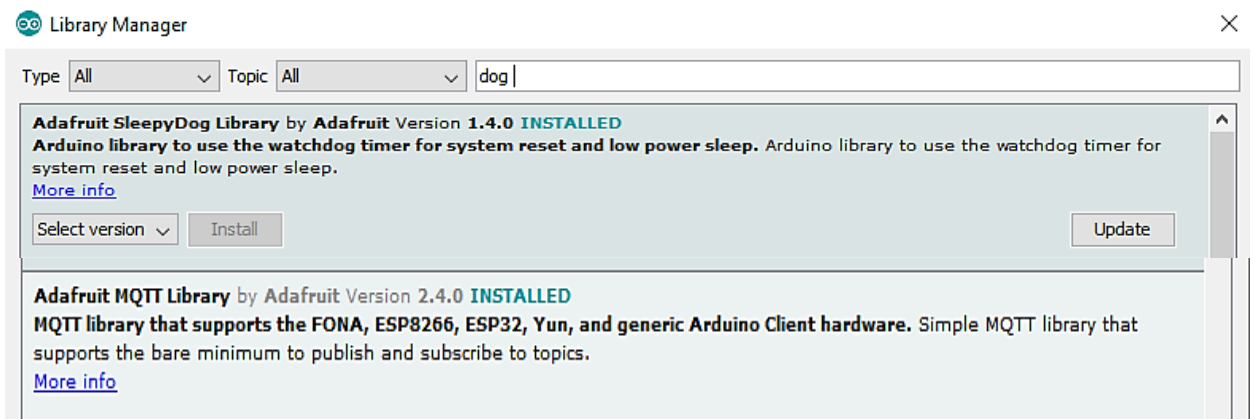 Library Manager
Type All Topic All dog
Adafruit SleepyDog Library by Adafruit Version 1.4.0 INSTALLED
Arduino library to use the watchdog timer for system reset and low power sleep. Arduino library to use the watchdog timer for
system reset and low power sleep.
More info
Select version Install Update
Adafruit MQTT Library by Adafruit Version 2.4.0 INSTALLED
MQTT library that supports the FONA, ESP8266, ESP32, Yun, and generic Arduino Client hardware. Simple MQTT library that
supports the bare minimum to publish and subscribe to topics.
More info